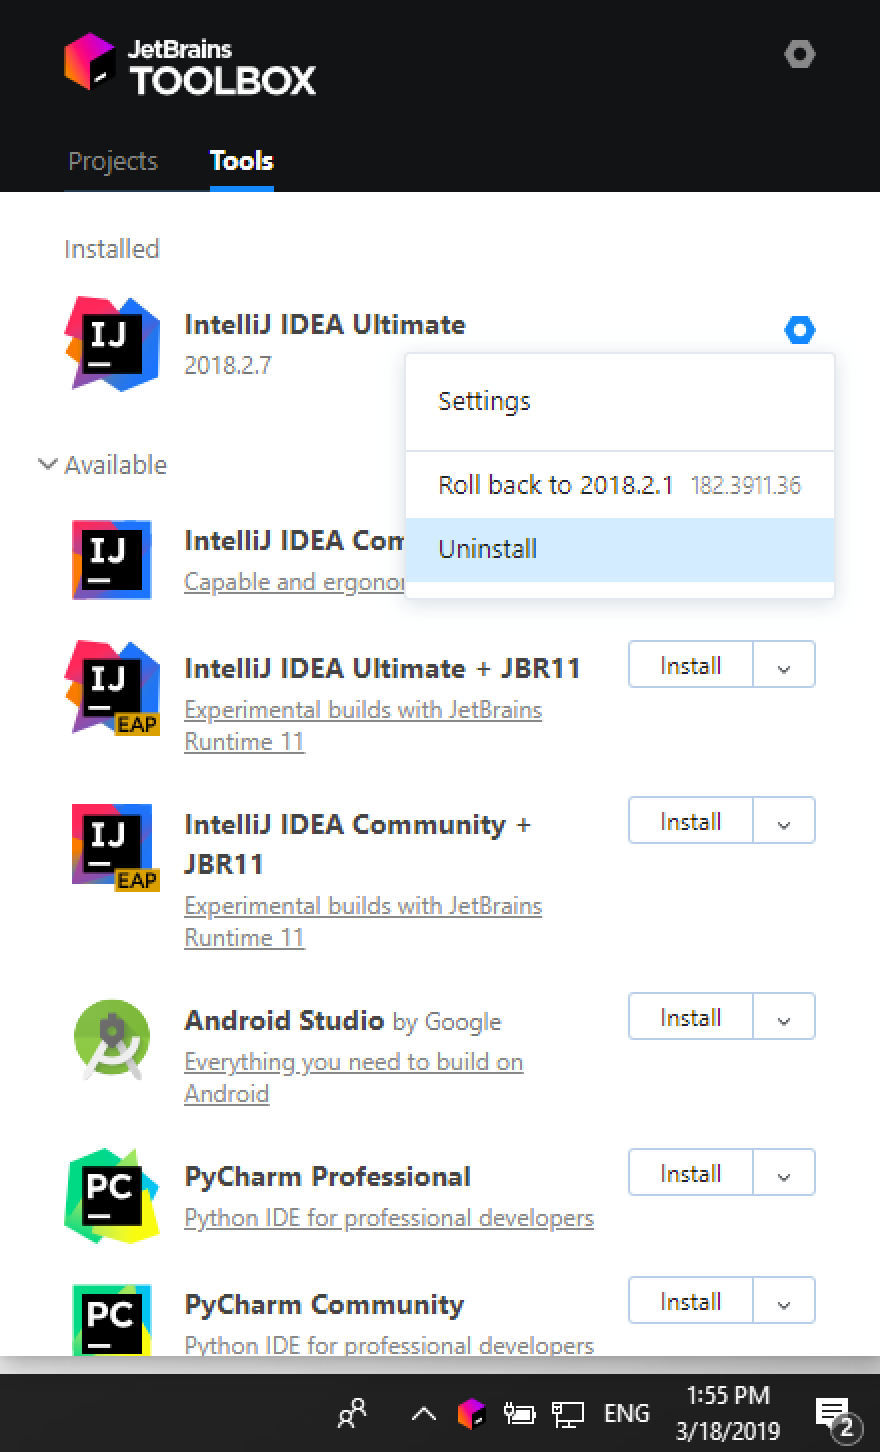 JetBrains
TOOLBOX
Projects
Tools
Installed
IJ
IntelliJ IDEA Ultimate
2018.2.7
Settings
Roll back to 2018.2.1 182.3911.36
Uninstall
Available
IJ
IntelliJ IDEA Com
Capable and ergono
IJ
EAP
IntelliJ IDEA Ultimate + JBR11
Experimental builds with JetBrains
Runtime 11
Install
IJ
EAP
IntelliJ IDEA Community +
JBR11
Experimental builds with JetBrains
Runtime 11
Install
Android Studio by Google
Everything you need to build on
Android
Install
PC
PyCharm Professional
Python IDE for professional developers
Install
PC
PyCharm Community
Python IDE for professional developers
Install
ENG
1:55 PM
3/18/2019
2